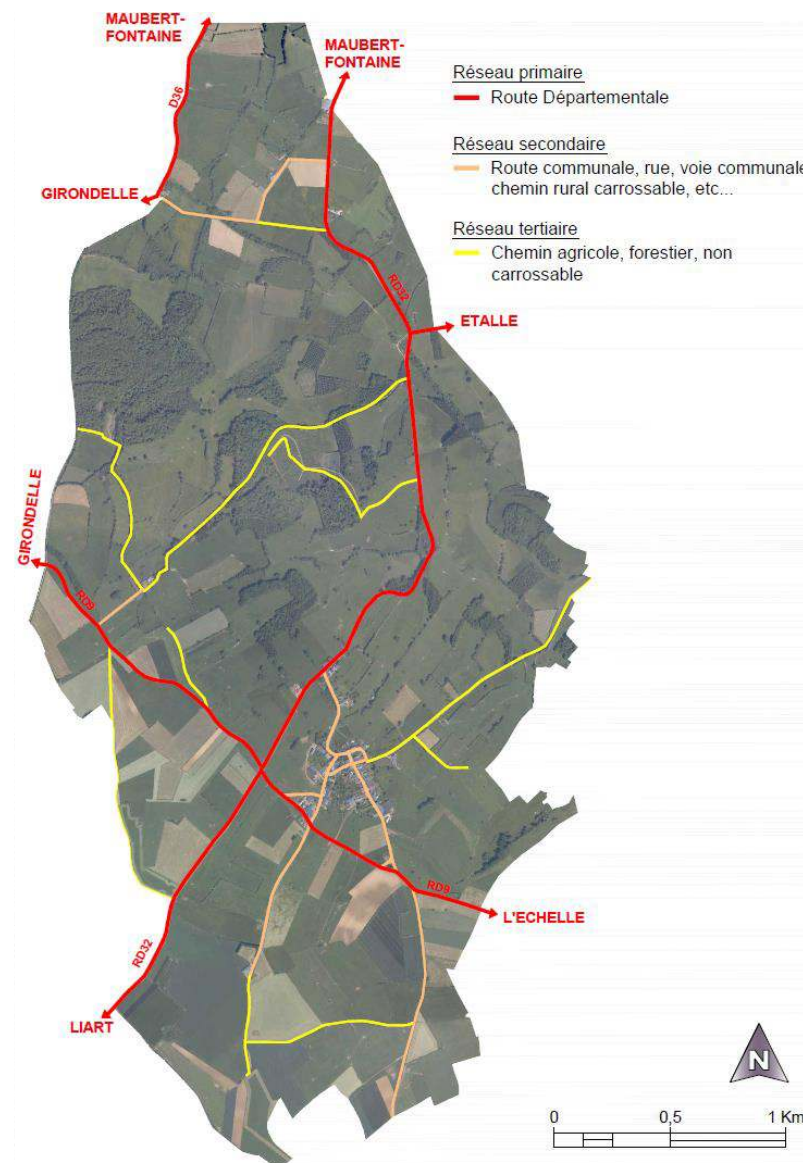 MAUBERT-
FONTAINE
MAUBERT-
FONTAINE
Réseau primaire
Route Départementale
D36
Réseau secondaire
Route communale, rue, voie communale
chemin rural carrossable, etc...
GIRONDELLE
Réseau tertiaire
Chemin agricole, forestier, non
carrossable
RD32
ETALLE
GIRONDELLE
RD9
RD9
L'ECHELLE
RD32
LIART
N
0 0,5 1 Km